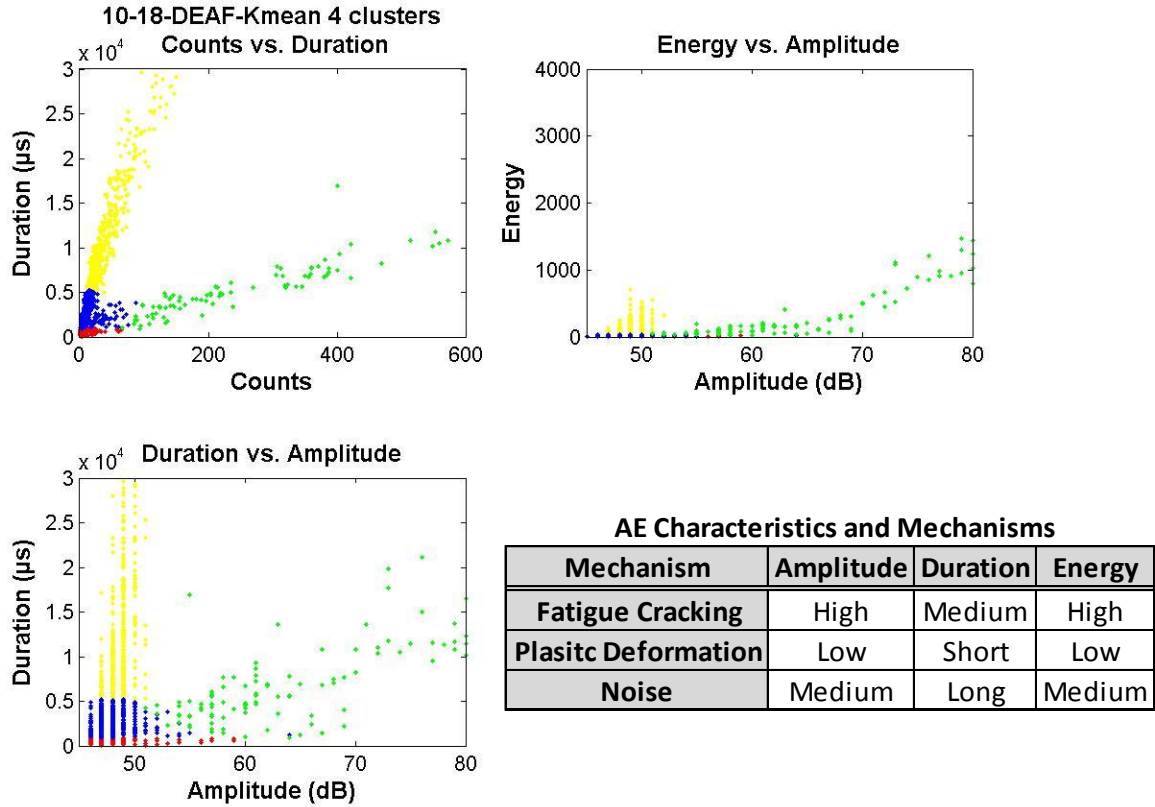 10-18-DEAF-Kmean 4 clusters
Counts vs. Duration
x 10⁴
3
2.5
2
1.5
1
0.5
0
0 200 400 600
Duration (µs)
Counts
Energy vs. Amplitude
4000
3000
2000
1000
0
50 60 70 80
Energy
Amplitude (dB)
Duration vs. Amplitude
x 10⁴
3
2.5
2
1.5
1
0.5
0
50 60 70 80
Duration (µs)
Amplitude (dB)
AE Characteristics and Mechanisms
Mechanism Amplitude Duration Energy
Fatigue Cracking High Medium High
Plasitc Deformation Low Short Low
Noise Medium Long Medium